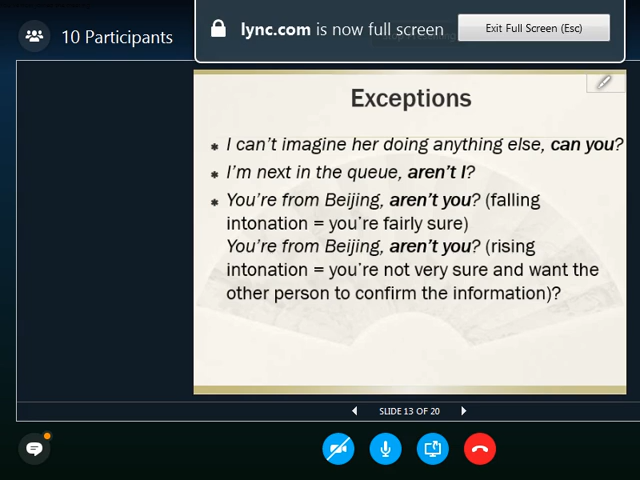 10 Participants
lync.com is now full screen
Exit Full Screen (Esc)
Exceptions
I can't imagine her doing anything else, can you?
I'm next in the queue, aren't I?
You're from Beijing, aren't you? (falling
intonation = you're fairly sure)
You're from Beijing, aren't you? (rising
intonation = you're not very sure and want the
other person to confirm the information)?
SLIDE 13 OF 20